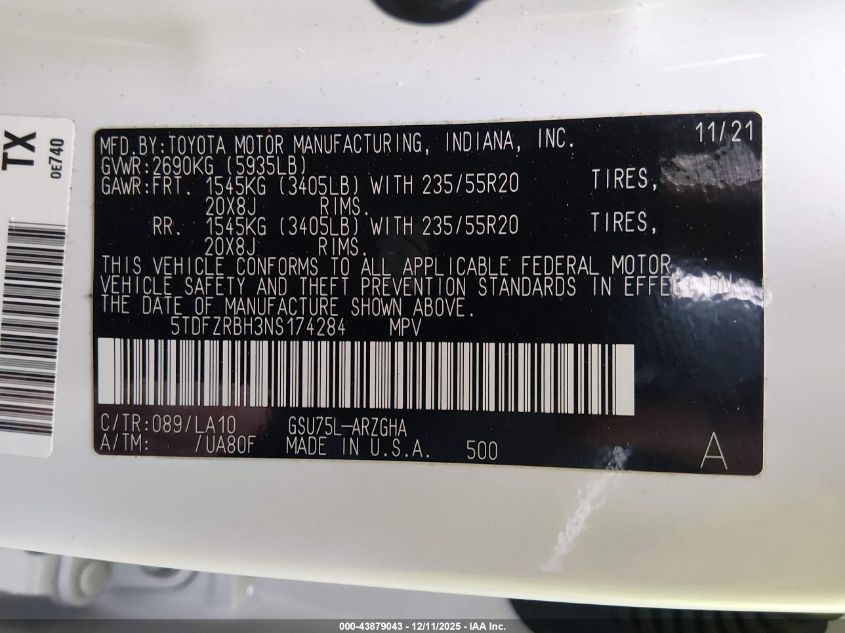 TX
OE740
MFD.BY:TOYOTA MOTOR MANUFACTURING, INDIANA, INC. 11/21
GVWR:2690KG (5935LB)
GAWR:FRT. 1545KG (3405LB) WITH 235/55R20 TIRES,
20X8J RIMS.
RR. 1545KG (3405LB) WITH 235/55R20 TIRES,
20X8J RIMS.
THIS VEHICLE CONFORMS TO ALL APPLICABLE FEDERAL MOTOR
VEHICLE SAFETY AND THEFT PREVENTION STANDARDS IN EFFECT ON
THE DATE OF MANUFACTURE SHOWN ABOVE.
5TDFZRBH3NS174284 MPV
C/TR:089/LA10 GSU75L-ARZGHA
A/TM: /UA80F MADE IN U.S.A. 500 A
000-43879043 - 12/11/2025 - IAA Inc.